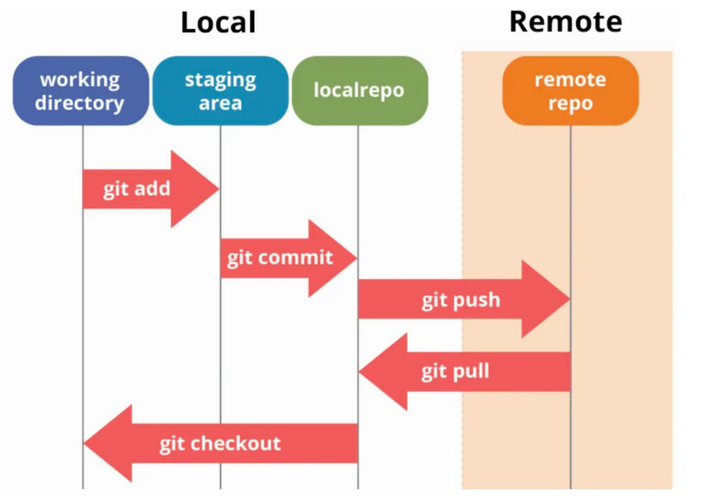 Local
Remote
working
directory
staging
area
localrepo
remote
repo
git add
git commit
git push
git pull
git checkout